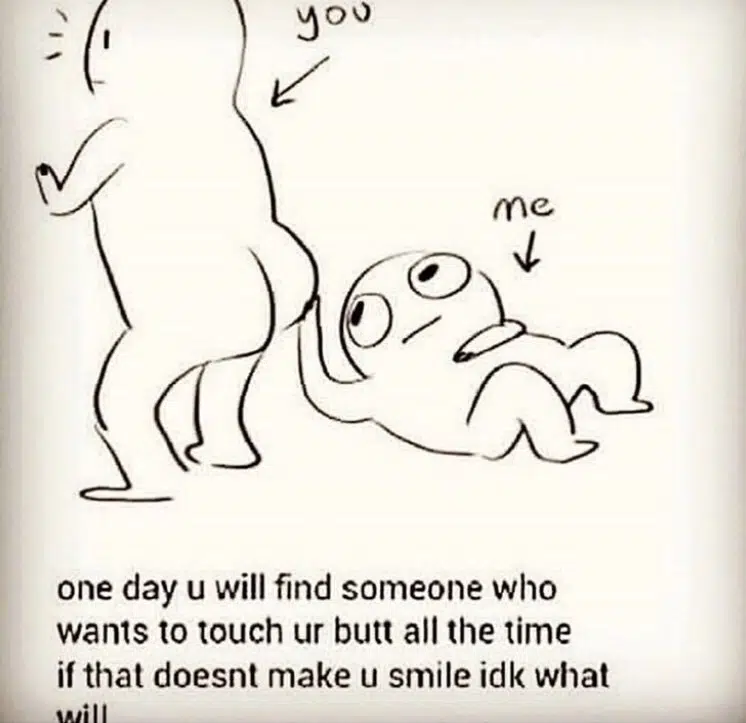 you
me
one day u will find someone who
wants to touch ur butt all the time
if that doesnt make u smile idk what
will